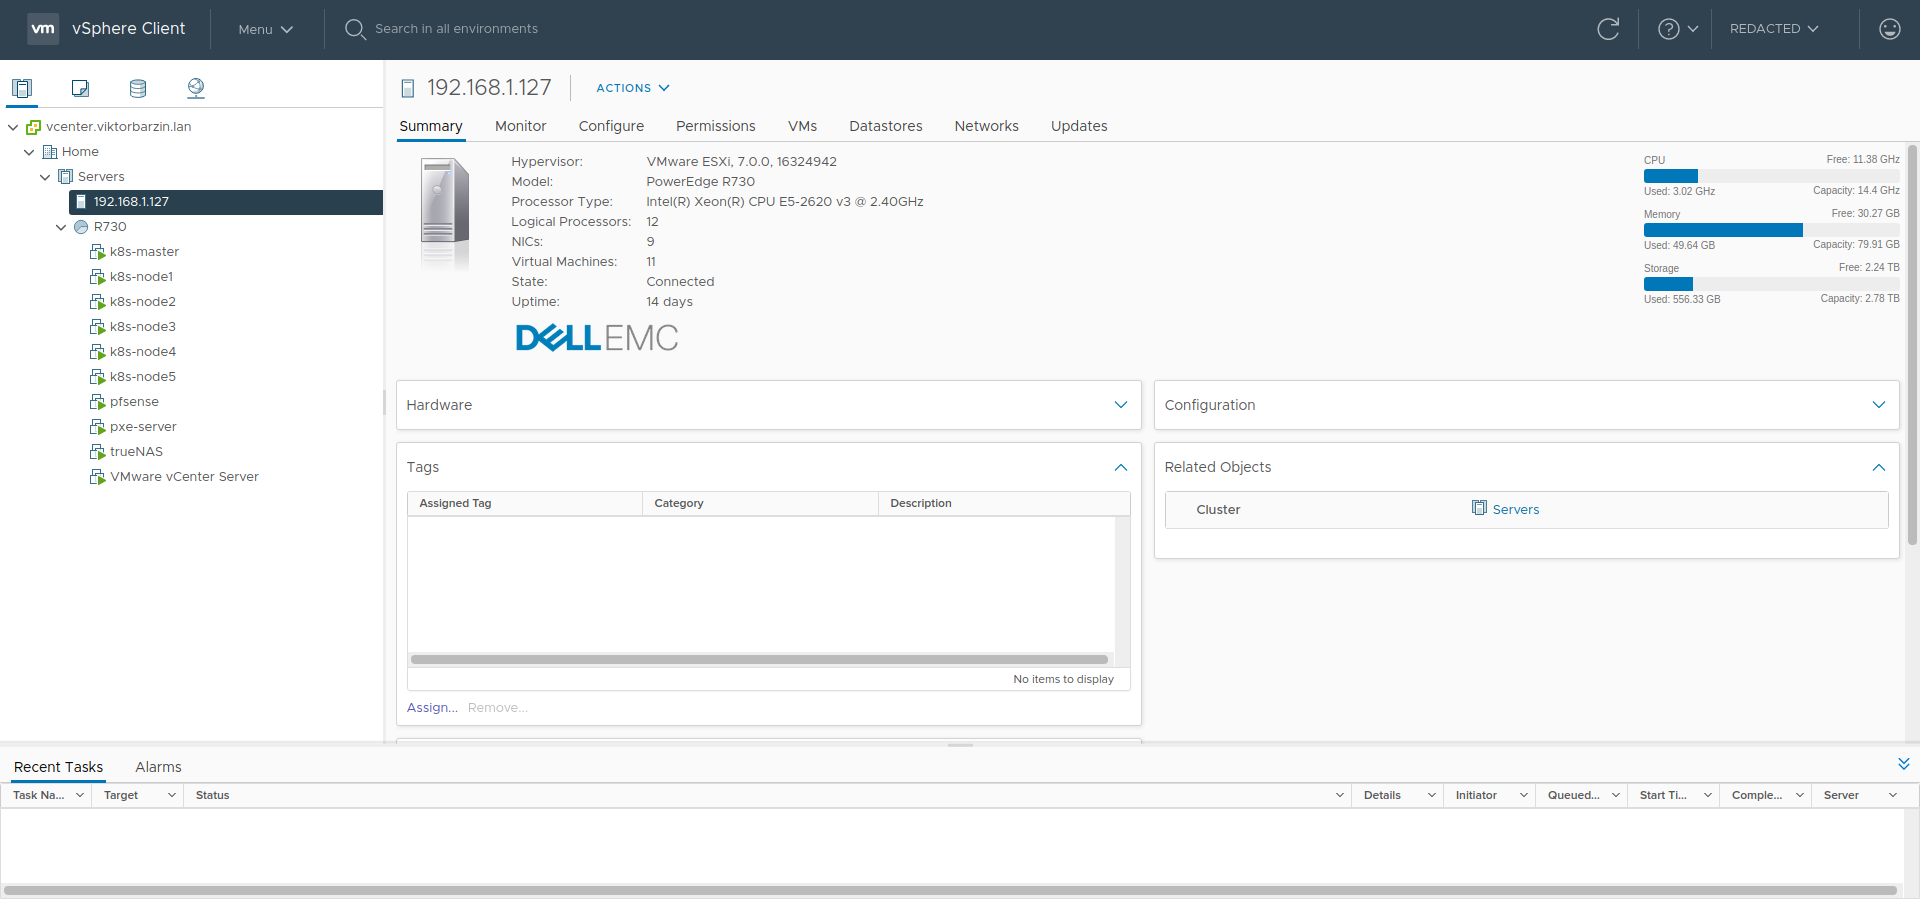 vm vSphere Client Menu Search in all environments REDACTED
vcenter.viktorbarzin.lan
Home
Servers
192.168.1.127
R730
k8s-master
k8s-node1
k8s-node2
k8s-node3
k8s-node4
k8s-node5
pfsense
pxe-server
trueNAS
VMware vCenter Server
192.168.1.127 ACTIONS
Summary Monitor Configure Permissions VMs Datastores Networks Updates
Hypervisor: VMware ESXi, 7.0.0, 16324942
Model: PowerEdge R730
Processor Type: Intel(R) Xeon(R) CPU E5-2620 v3 @ 2.40GHz
Logical Processors: 12
NICs: 9
Virtual Machines: 11
State: Connected
Uptime: 14 days
DELLEMC
CPU Free: 11.38 GHz
Used: 3.02 GHz Capacity: 14.4 GHz
Memory Free: 30.27 GB
Used: 49.64 GB Capacity: 79.91 GB
Storage Free: 2.24 TB
Used: 556.33 GB Capacity: 2.78 TB
Hardware
Configuration
Tags
Assigned Tag Category Description
No items to display
Assign... Remove...
Related Objects
Cluster Servers
Recent Tasks Alarms
Task Na... Target Status Details Initiator Queued... Start Ti... Comple... Server